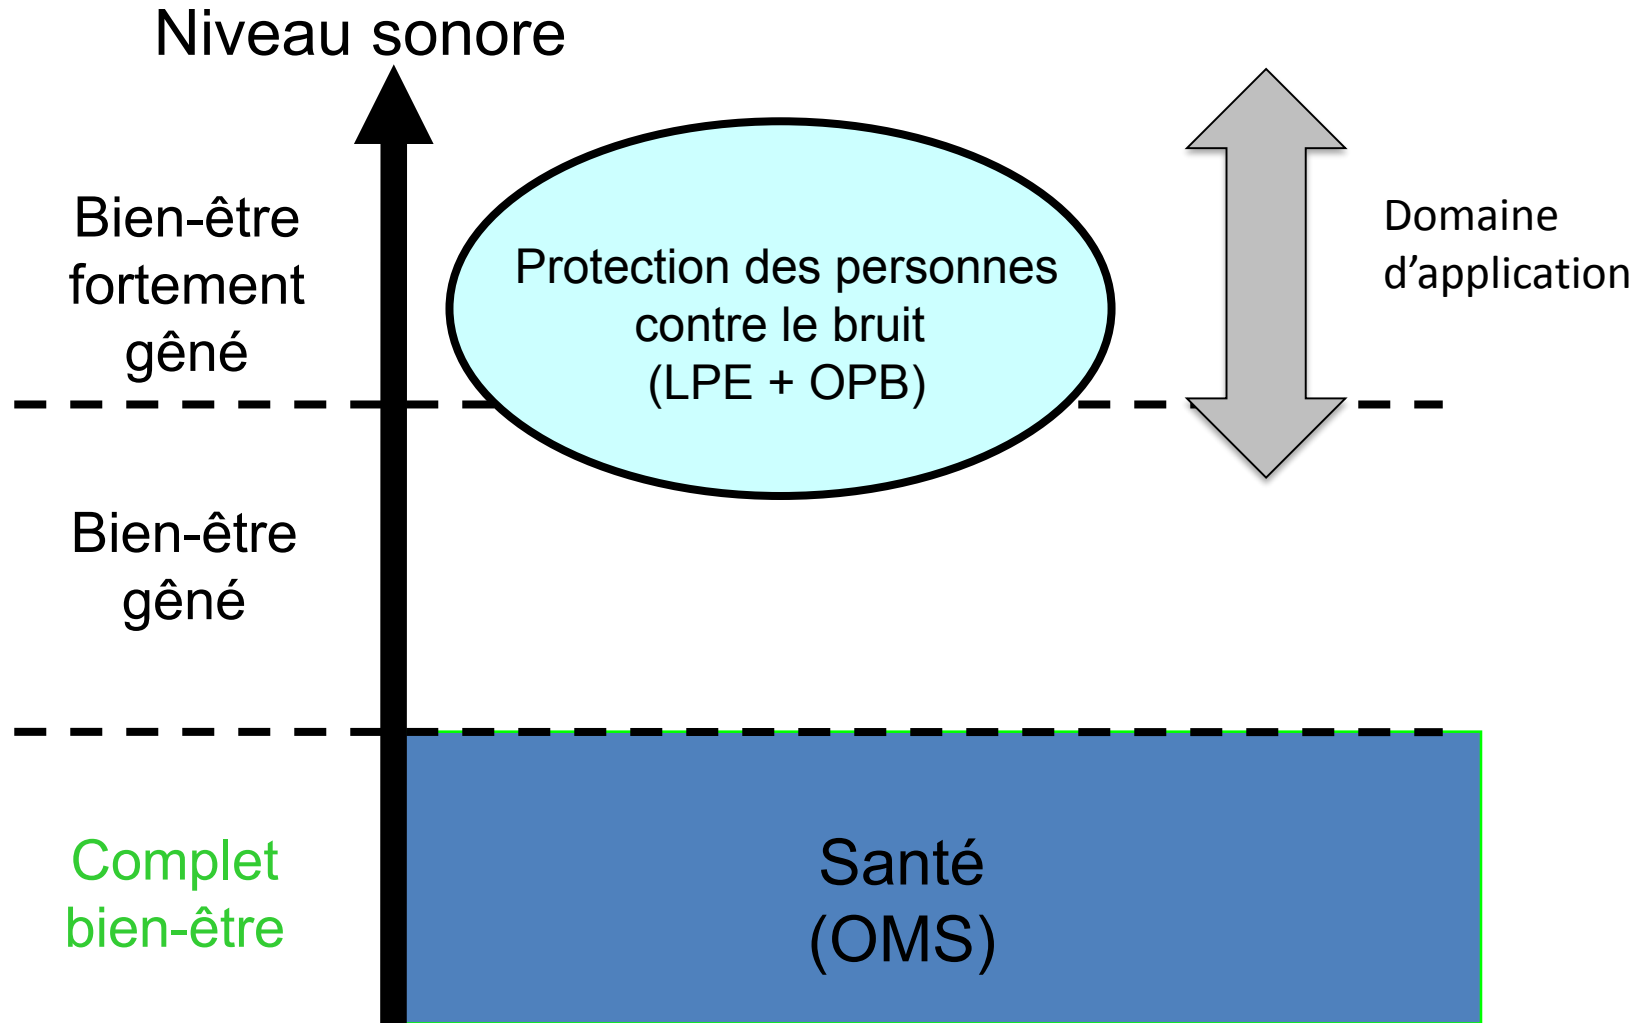 Niveau sonore
Bien-être
fortement
gêné
Protection des personnes
contre le bruit
(LPE + OPB)
Domaine
d’application
Bien-être
gêné
Complet
bien-être
Santé
(OMS)